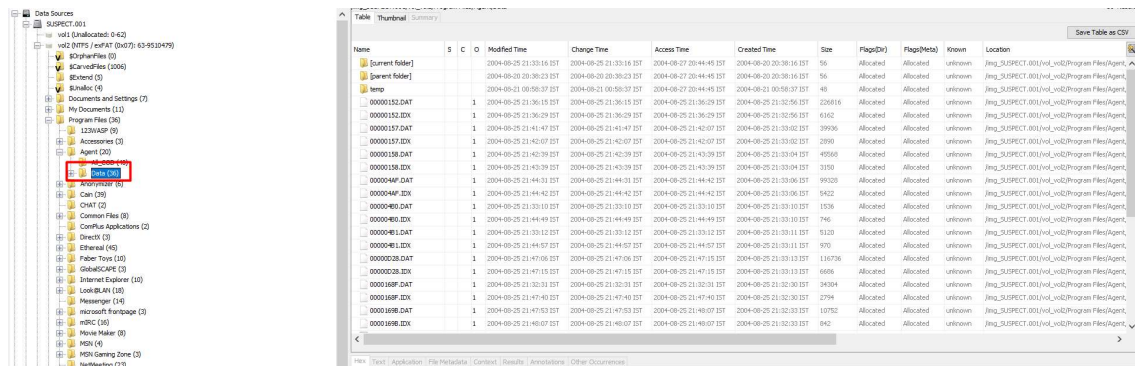 Data Sources
SUSPECT.001
vol1 (Unallocated: 0-62)
vol2 (NTFS / exFAT (0x07): 63-9510479)
$OrphanFiles (0)
$CarvedFiles (1006)
$Extend (5)
$Unalloc (4)
Documents and Settings (7)
My Documents (11)
Program Files (36)
123WASP (9)
Accessories (3)
Agent (20)
Data (36)
Anonymizer (6)
Cain (39)
CHAT (2)
Common Files (8)
ComPlus Applications (2)
DirectX (3)
Ethereal (45)
Faber Toys (10)
GlobalSCAPE (3)
Internet Explorer (10)
Look@LAN (18)
Messenger (14)
microsoft frontpage (3)
mIRC (16)
Movie Maker (8)
MSN (4)
MSN Gaming Zone (3)
NetMeeting (23)
Table Thumbnail Summary
Save Table as CSV
Name S C O Modified Time Change Time Access Time Created Time Size Flags(Dir) Flags(Meta) Known Location
[current folder] 2004-08-25 21:33:16 IST 2004-08-25 21:33:16 IST 2004-08-27 20:44:45 IST 2004-08-20 20:38:16 IST 56 Allocated Allocated unknown /img_SUSPECT.001/vol_vol2/Program Files/Agent,
[parent folder] 2004-08-20 20:38:23 IST 2004-08-20 20:38:23 IST 2004-08-27 20:44:45 IST 2004-08-20 20:38:16 IST 56 Allocated Allocated unknown /img_SUSPECT.001/vol_vol2/Program Files/Agent,
temp 2004-08-21 00:58:37 IST 2004-08-21 00:58:37 IST 2004-08-27 20:44:45 IST 2004-08-21 00:58:37 IST 48 Allocated Allocated unknown /img_SUSPECT.001/vol_vol2/Program Files/Agent,
00000152.DAT 1 2004-08-25 21:36:15 IST 2004-08-25 21:36:15 IST 2004-08-25 21:36:29 IST 2004-08-25 21:32:56 IST 226816 Allocated Allocated unknown /img_SUSPECT.001/vol_vol2/Program Files/Agent,
00000152.IDX 1 2004-08-25 21:36:29 IST 2004-08-25 21:36:29 IST 2004-08-25 21:36:29 IST 2004-08-25 21:32:56 IST 6162 Allocated Allocated unknown /img_SUSPECT.001/vol_vol2/Program Files/Agent,
00000157.DAT 1 2004-08-25 21:41:47 IST 2004-08-25 21:41:47 IST 2004-08-25 21:42:07 IST 2004-08-25 21:33:02 IST 39936 Allocated Allocated unknown /img_SUSPECT.001/vol_vol2/Program Files/Agent,
00000157.IDX 1 2004-08-25 21:42:07 IST 2004-08-25 21:42:07 IST 2004-08-25 21:42:07 IST 2004-08-25 21:33:02 IST 2890 Allocated Allocated unknown /img_SUSPECT.001/vol_vol2/Program Files/Agent,
00000158.DAT 1 2004-08-25 21:42:39 IST 2004-08-25 21:42:39 IST 2004-08-25 21:43:39 IST 2004-08-25 21:33:04 IST 45568 Allocated Allocated unknown /img_SUSPECT.001/vol_vol2/Program Files/Agent,
00000158.IDX 1 2004-08-25 21:43:39 IST 2004-08-25 21:43:39 IST 2004-08-25 21:43:39 IST 2004-08-25 21:33:04 IST 3150 Allocated Allocated unknown /img_SUSPECT.001/vol_vol2/Program Files/Agent,
000004AF.DAT 1 2004-08-25 21:44:31 IST 2004-08-25 21:44:31 IST 2004-08-25 21:44:42 IST 2004-08-25 21:33:06 IST 99328 Allocated Allocated unknown /img_SUSPECT.001/vol_vol2/Program Files/Agent,
000004AF.IDX 1 2004-08-25 21:44:42 IST 2004-08-25 21:44:42 IST 2004-08-25 21:44:42 IST 2004-08-25 21:33:06 IST 5422 Allocated Allocated unknown /img_SUSPECT.001/vol_vol2/Program Files/Agent,
000004B0.DAT 1 2004-08-25 21:33:10 IST 2004-08-25 21:33:10 IST 2004-08-25 21:33:10 IST 2004-08-25 21:33:10 IST 1536 Allocated Allocated unknown /img_SUSPECT.001/vol_vol2/Program Files/Agent,
000004B0.IDX 1 2004-08-25 21:44:49 IST 2004-08-25 21:44:49 IST 2004-08-25 21:44:49 IST 2004-08-25 21:33:10 IST 746 Allocated Allocated unknown /img_SUSPECT.001/vol_vol2/Program Files/Agent,
000004B1.DAT 1 2004-08-25 21:33:12 IST 2004-08-25 21:33:12 IST 2004-08-25 21:33:12 IST 2004-08-25 21:33:11 IST 5120 Allocated Allocated unknown /img_SUSPECT.001/vol_vol2/Program Files/Agent,
000004B1.IDX 1 2004-08-25 21:44:57 IST 2004-08-25 21:44:57 IST 2004-08-25 21:44:57 IST 2004-08-25 21:33:11 IST 970 Allocated Allocated unknown /img_SUSPECT.001/vol_vol2/Program Files/Agent,
00000D28.DAT 1 2004-08-25 21:47:06 IST 2004-08-25 21:47:06 IST 2004-08-25 21:47:15 IST 2004-08-25 21:33:13 IST 116736 Allocated Allocated unknown /img_SUSPECT.001/vol_vol2/Program Files/Agent,
00000D28.IDX 1 2004-08-25 21:47:15 IST 2004-08-25 21:47:15 IST 2004-08-25 21:47:15 IST 2004-08-25 21:33:13 IST 6606 Allocated Allocated unknown /img_SUSPECT.001/vol_vol2/Program Files/Agent,
0000168F.DAT 1 2004-08-25 21:32:31 IST 2004-08-25 21:32:31 IST 2004-08-25 21:32:31 IST 2004-08-25 21:32:30 IST 34304 Allocated Allocated unknown /img_SUSPECT.001/vol_vol2/Program Files/Agent,
0000168F.IDX 1 2004-08-25 21:47:40 IST 2004-08-25 21:47:40 IST 2004-08-25 21:47:40 IST 2004-08-25 21:32:30 IST 2794 Allocated Allocated unknown /img_SUSPECT.001/vol_vol2/Program Files/Agent,
0000169B.DAT 1 2004-08-25 21:47:53 IST 2004-08-25 21:47:53 IST 2004-08-25 21:48:07 IST 2004-08-25 21:32:33 IST 10752 Allocated Allocated unknown /img_SUSPECT.001/vol_vol2/Program Files/Agent,
0000169B.IDX 1 2004-08-25 21:48:07 IST 2004-08-25 21:48:07 IST 2004-08-25 21:48:07 IST 2004-08-25 21:32:33 IST 842 Allocated Allocated unknown /img_SUSPECT.001/vol_vol2/Program Files/Agent,
Hex Text Application File Metadata Context Results Annotations Other Occurrences